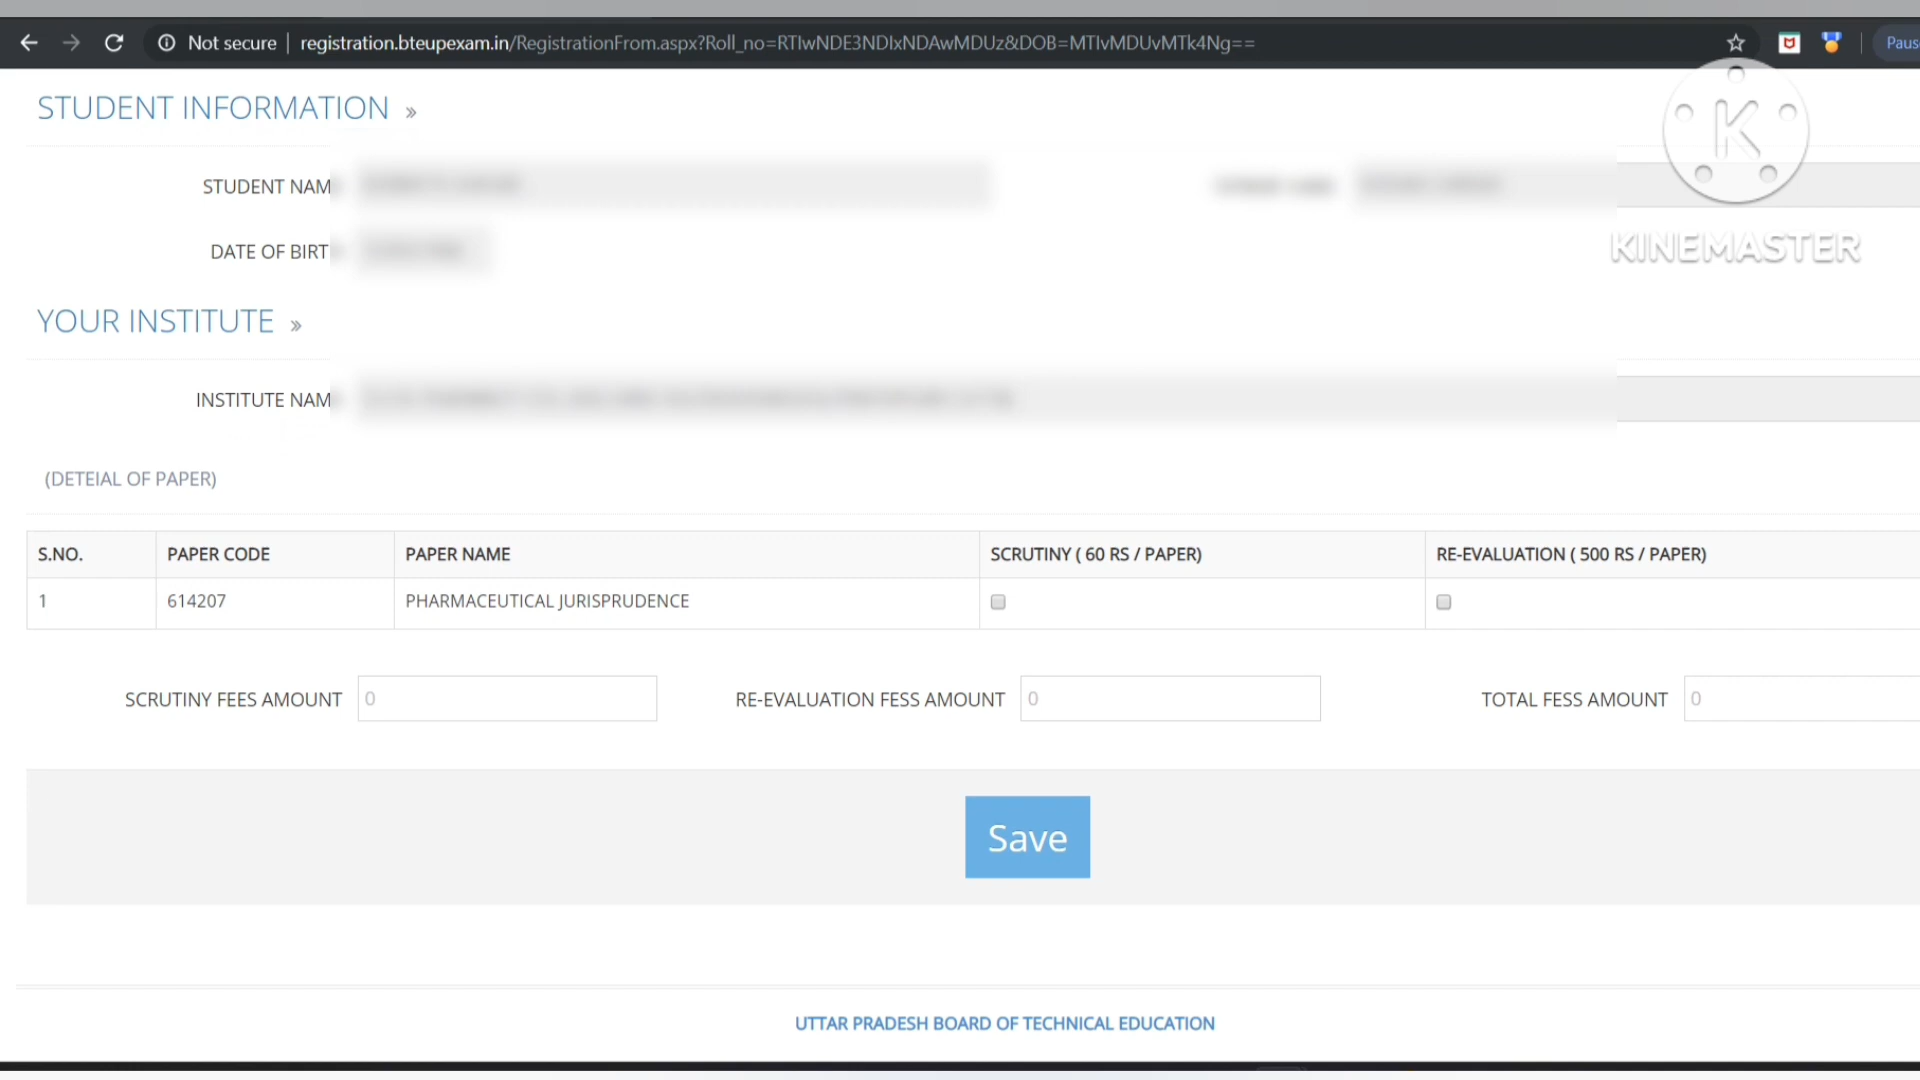 Not secure registration.bteupexam.in/RegistrationFrom.aspx?Roll_no=RTIwNDE3NDIxNDAwMDUz&DOB=MTIvMDUvMTk4Ng== Paus
STUDENT INFORMATION »
K
STUDENT NAM
KINEMASTER
DATE OF BIRT
YOUR INSTITUTE »
INSTITUTE NAM
(DETEIAL OF PAPER)
S.NO. PAPER CODE PAPER NAME SCRUTINY ( 60 RS / PAPER) RE-EVALUATION ( 500 RS / PAPER)
1 614207 PHARMACEUTICAL JURISPRUDENCE
SCRUTINY FEES AMOUNT 0 RE-EVALUATION FESS AMOUNT 0 TOTAL FESS AMOUNT 0
Save
UTTAR PRADESH BOARD OF TECHNICAL EDUCATION